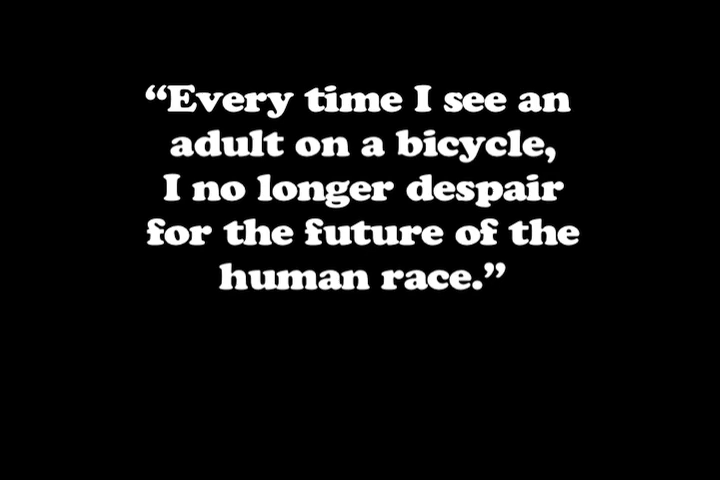 “Every time I see an
adult on a bicycle,
I no longer despair
for the future of the
human race.”